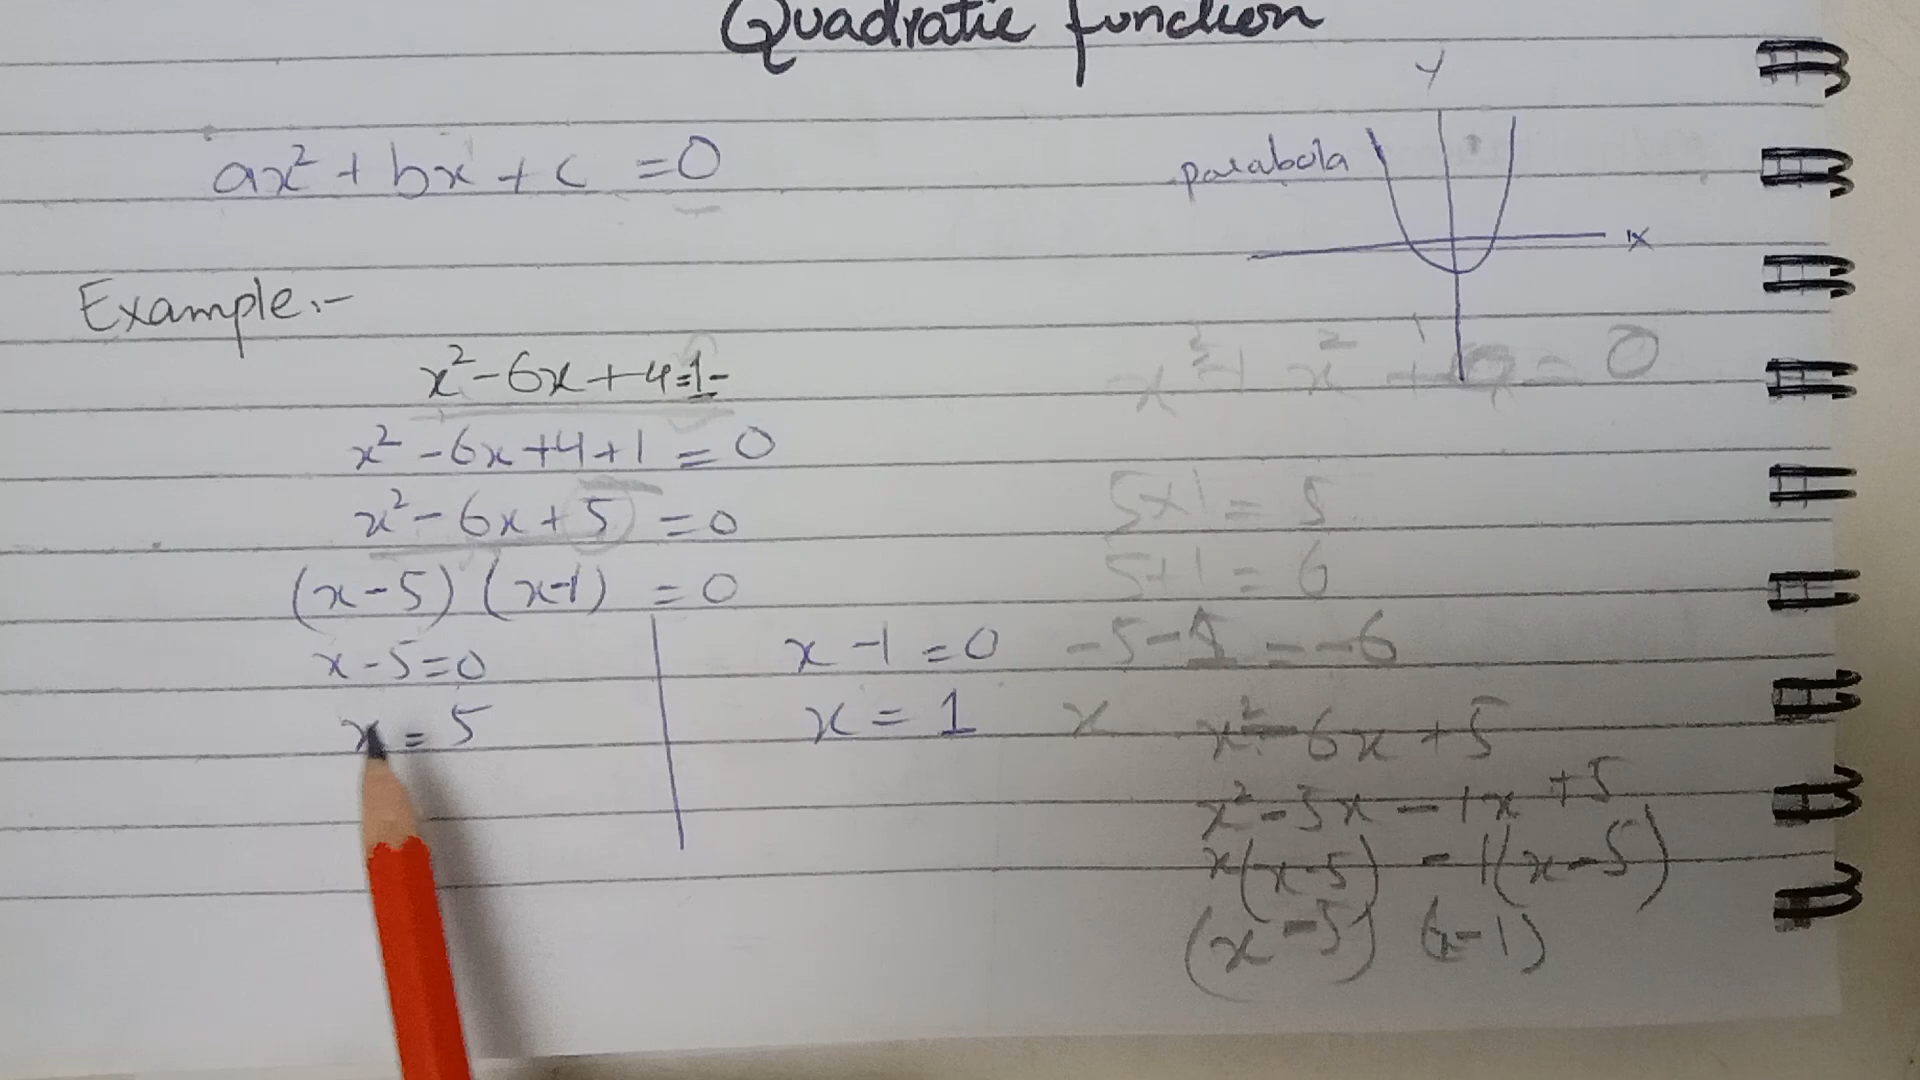 Quadratic function
ax² + bx + c = 0
Y
parabola
x
Example:-
x² - 6x + 4 = 1 -
x² - 6x + 4 + 1 = 0
x² - 6x + 5 = 0
(x - 5) (x - 1) = 0
x - 5 = 0
x = 5
x - 1 = 0
x = 1
5 × 1 = 5
5 + 1 = 6
- 5 - 1 = - 6
x
x² - 6x + 5
x² - 5x - 1x + 5
x(x - 5) - 1(x - 5)
(x - 5) (x - 1)